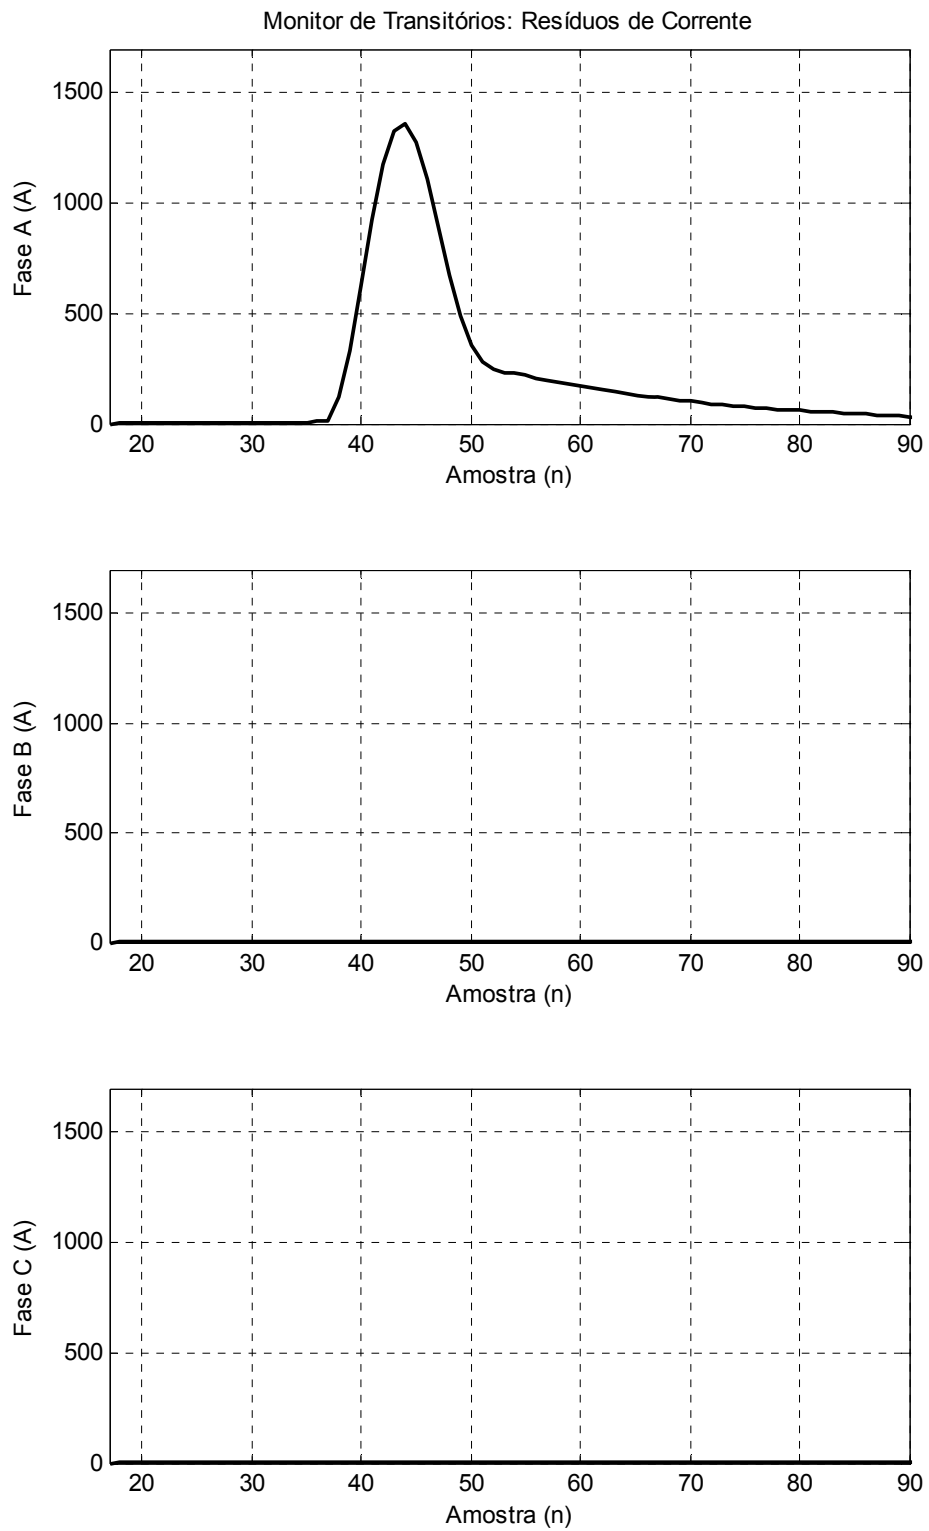 Monitor de Transitórios: Resíduos de Corrente
1500
1000
500
0
Fase A (A)
20 30 40 50 60 70 80 90
Amostra (n)
1500
1000
500
0
Fase B (A)
20 30 40 50 60 70 80 90
Amostra (n)
1500
1000
500
0
Fase C (A)
20 30 40 50 60 70 80 90
Amostra (n)